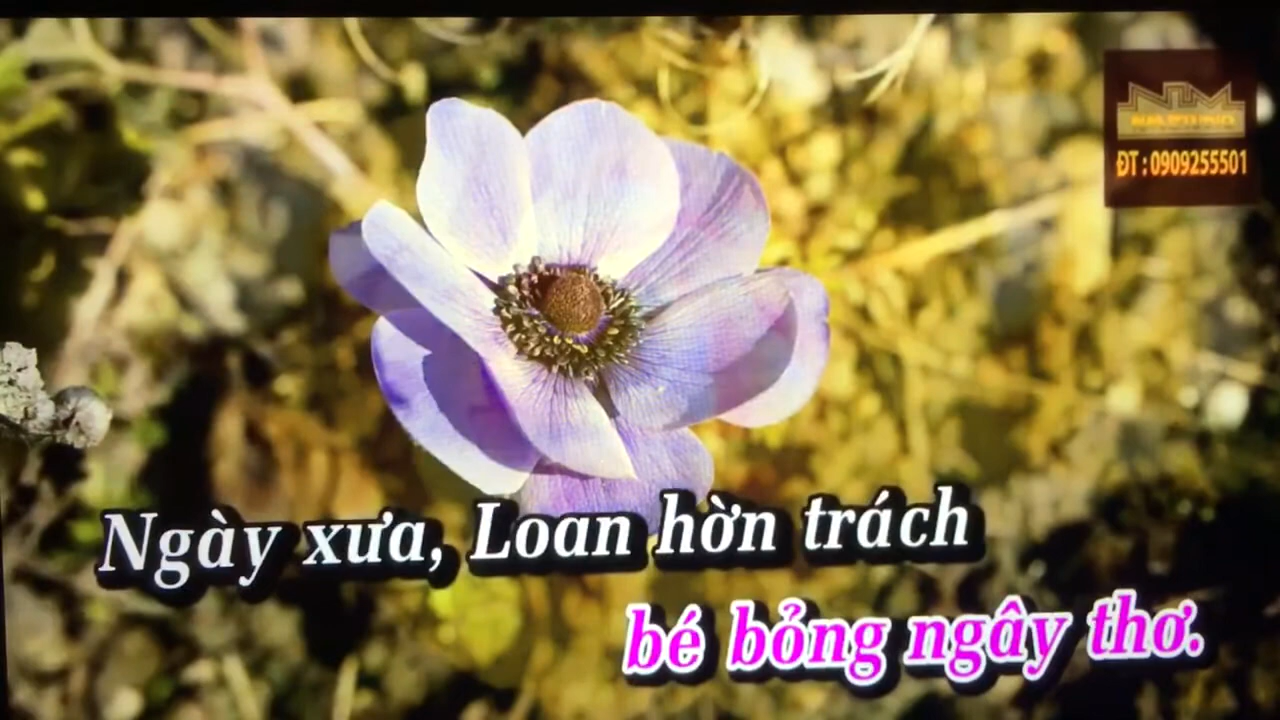 ĐT : 0909255501
Ngày xưa, Loan hờn trách
bé bỏng ngây thơ.